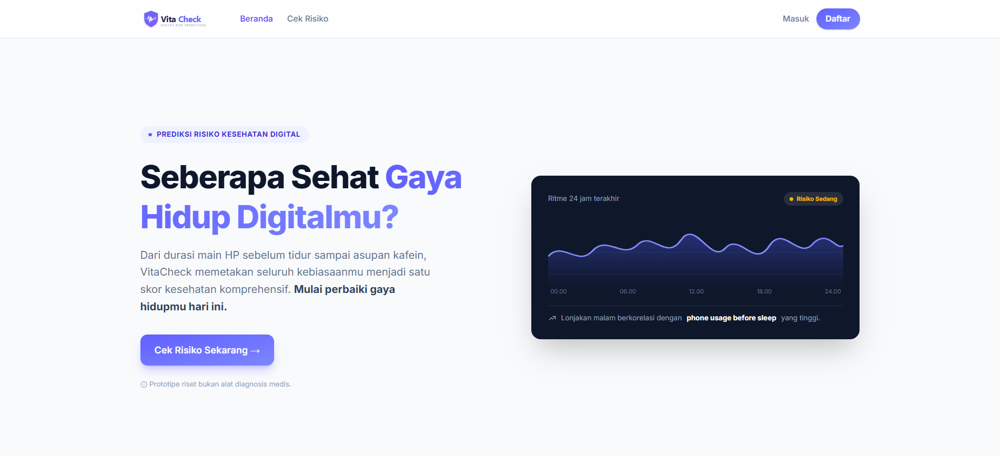 Vita Check
HEALTH RISK PREDICTION
Beranda
Cek Risiko
Masuk
Daftar
PREDIKSI RISIKO KESEHATAN DIGITAL
Seberapa Sehat Gaya
Hidup Digitalmu?
Dari durasi main HP sebelum tidur sampai asupan kafein,
VitaCheck memetakan seluruh kebiasaanmu menjadi satu
skor kesehatan komprehensif. Mulai perbaiki gaya
hidupmu hari ini.
Cek Risiko Sekarang →
Prototipe riset bukan alat diagnosis medis.
Ritme 24 jam terakhir
Risiko Sedang
00.00 06.00 12.00 18.00 24.00
Lonjakan malam berkorelasi dengan phone usage before sleep yang tinggi.